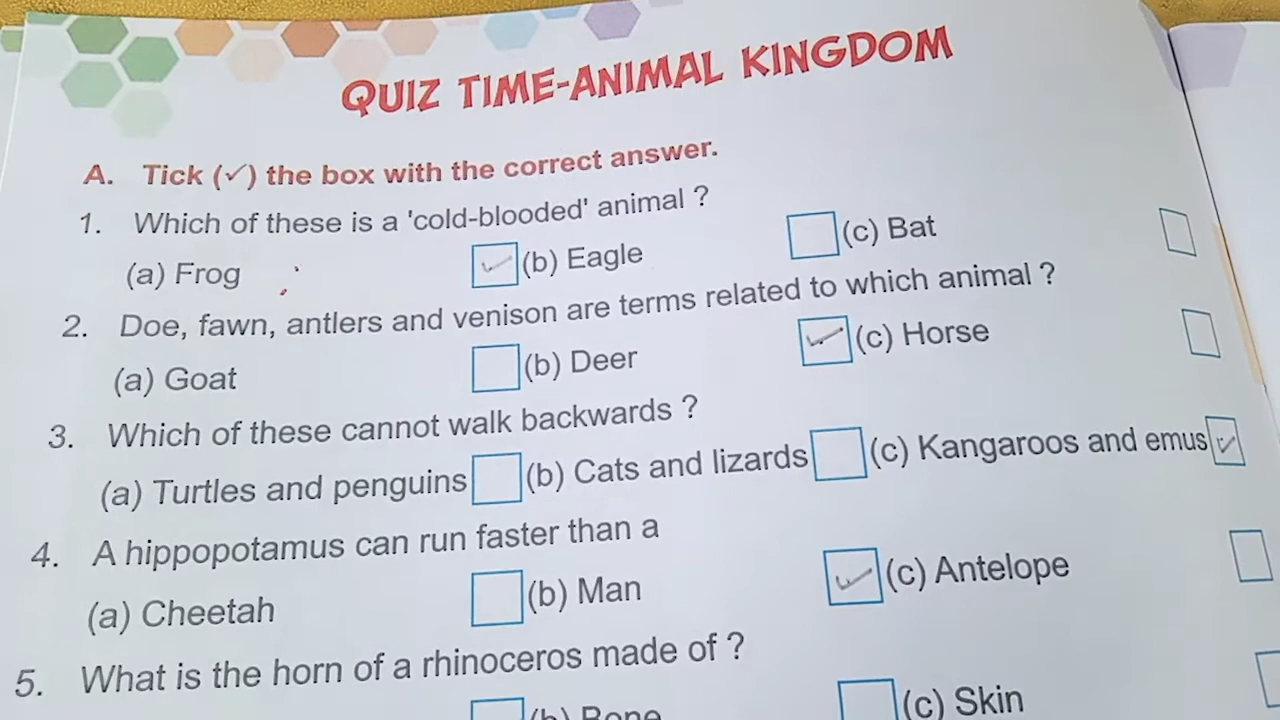 QUIZ TIME-ANIMAL KINGDOM
A. Tick (✓) the box with the correct answer.
1. Which of these is a 'cold-blooded' animal ?
(a) Frog ✓ (b) Eagle (c) Bat
2. Doe, fawn, antlers and venison are terms related to which animal ?
(a) Goat (b) Deer ✓ (c) Horse
3. Which of these cannot walk backwards ?
(a) Turtles and penguins (b) Cats and lizards (c) Kangaroos and emus ✓
4. A hippopotamus can run faster than a
(a) Cheetah (b) Man ✓ (c) Antelope
5. What is the horn of a rhinoceros made of ?
(b) Bone (c) Skin